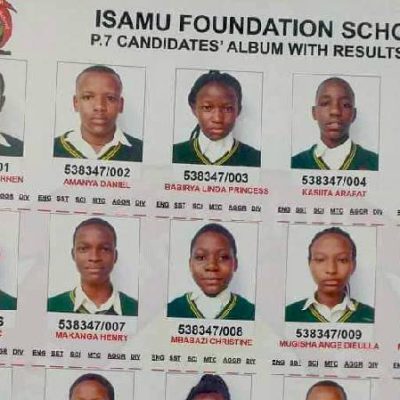 ISAMU FOUNDATION SCHO
P.7 CANDIDATES' ALBUM WITH RESULTS
01 538347/002 538347/003 538347/004
AMANYA DANIEL BABIRYA LINDA PRINCESS KASIITA ARAFAT
AGGR DIV ENG SST SCI MTC AGGR DIV ENG SST SCI MTC AGGR DIV ENG SST SCI MTC AGGR DIV
538347/007 538347/008 538347/009
MAKANGA HENRY MBABAZI CHRISTINE MUGISHA ANGE DIEULLA
AGGR DIV ENG SST SCI MTC AGGR DIV ENG SST SCI MTC AGGR DIV ENG SST SCI MTC AGGR DIV